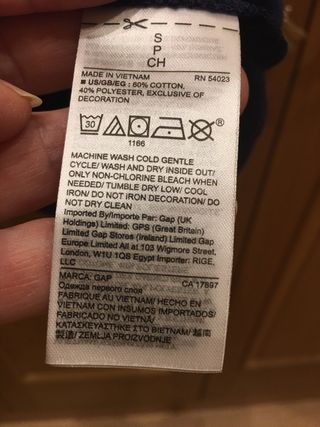 S
P
CH
MADE IN VIETNAM RN 54023
■ US/GB/EG : 60% COTTON,
40% POLYESTER, EXCLUSIVE OF
DECORATION
30
1166
MACHINE WASH COLD GENTLE
CYCLE/ WASH AND DRY INSIDE OUT/
ONLY NON-CHLORINE BLEACH WHEN
NEEDED/ TUMBLE DRY LOW/ COOL
IRON/ DO NOT IRON DECORATION/ DO
NOT DRY CLEAN
Imported By/Importe Par: Gap (UK
Holdings) Limited: GPS (Great Britain)
Limited Gap Stores (Ireland) Limited Gap
Europe Limited All at 103 Wigmore Street,
London, W1U 1QS Egypt Importer: RIGE,
LLC
MARCA: GAP CA 17897
Одежда первого слоя
FABRIQUE AU VIETNAM/ HECHO EN
VIETNAM CON INSUMOS IMPORTADOS/
FABRICADO NO VIETNÃ/
ΚΑΤΑΣΚΕΥΑΣΤΗΚΕ ΣΤΟ ΒΙΕΤΝΑΜ/ 越南
製造/ ZEMLJA PROIZVODNJE